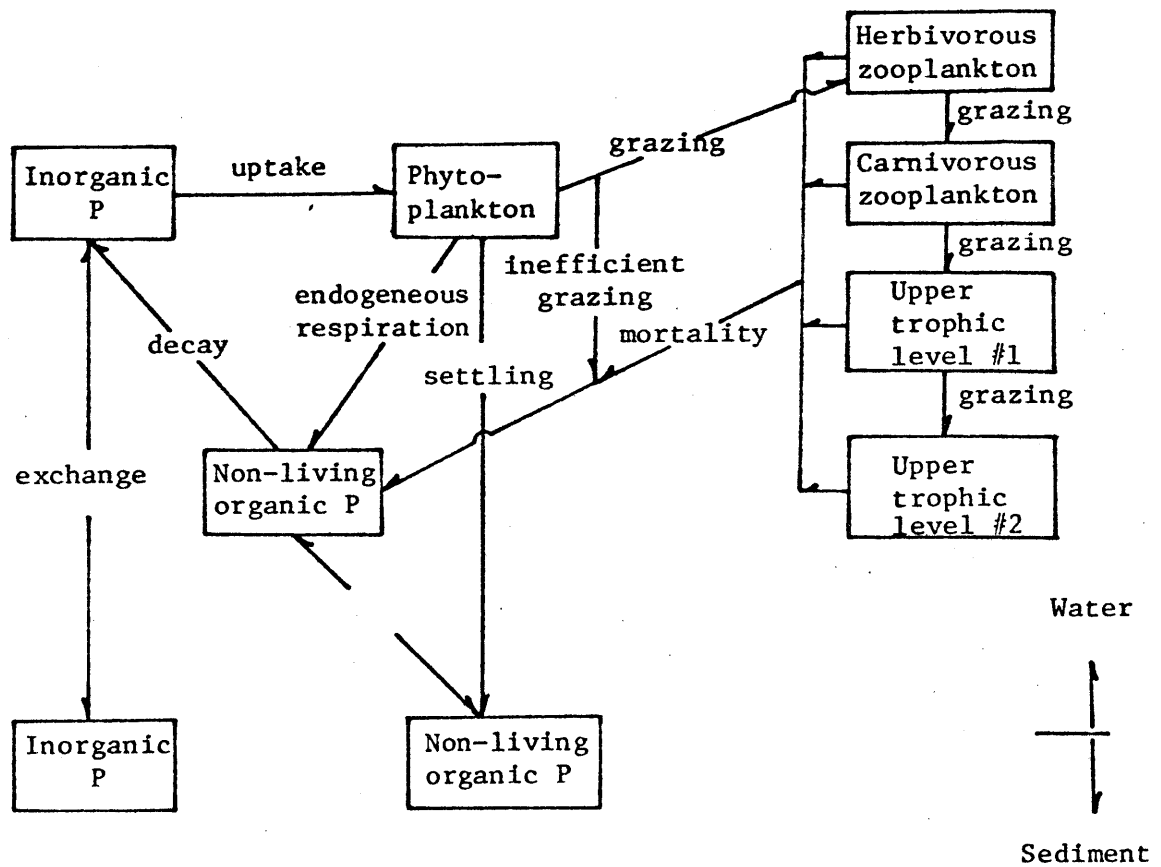 Herbivorous
zooplankton
grazing
grazing
Inorganic
P
uptake
Phyto-
plankton
Carnivorous
zooplankton
grazing
inefficient
grazing
endogeneous
respiration
Upper
trophic
level #1
mortality
decay
settling
grazing
exchange
Non-living
organic P
Upper
trophic
level #2
Water
Inorganic
P
Non-living
organic P
Sediment